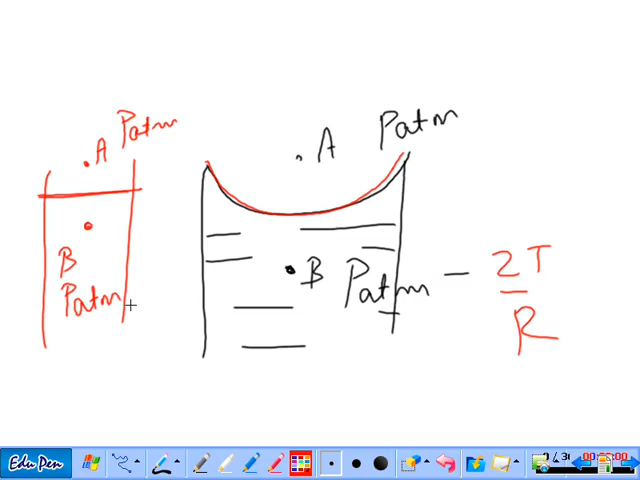 A Patm
B
Patm
A Patm
B Patm - 2T
R
Edu Pen